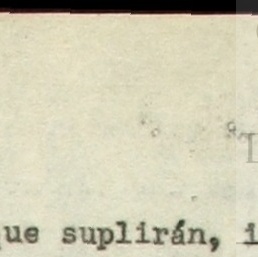 que suplirán, i